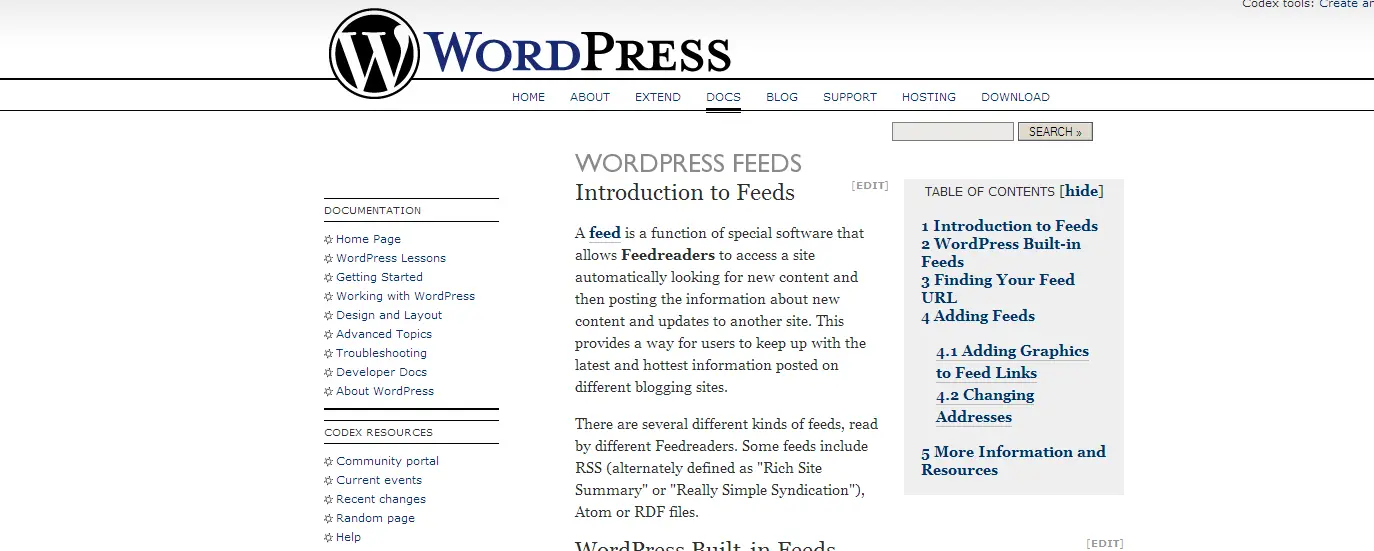 Codex tools: Create an
WORDPRESS
HOME ABOUT EXTEND DOCS BLOG SUPPORT HOSTING DOWNLOAD
SEARCH »
DOCUMENTATION
Home Page
WordPress Lessons
Getting Started
Working with WordPress
Design and Layout
Advanced Topics
Troubleshooting
Developer Docs
About WordPress
CODEX RESOURCES
Community portal
Current events
Recent changes
Random page
Help
WORDPRESS FEEDS
[EDIT]
Introduction to Feeds
A feed is a function of special software that
allows Feedreaders to access a site
automatically looking for new content and
then posting the information about new
content and updates to another site. This
provides a way for users to keep up with the
latest and hottest information posted on
different blogging sites.
There are several different kinds of feeds, read
by different Feedreaders. Some feeds include
RSS (alternately defined as "Rich Site
Summary" or "Really Simple Syndication"),
Atom or RDF files.
[EDIT]
WordPress Built-in Feeds
TABLE OF CONTENTS [hide]
1 Introduction to Feeds
2 WordPress Built-in
Feeds
3 Finding Your Feed
URL
4 Adding Feeds
4.1 Adding Graphics
to Feed Links
4.2 Changing
Addresses
5 More Information and
Resources